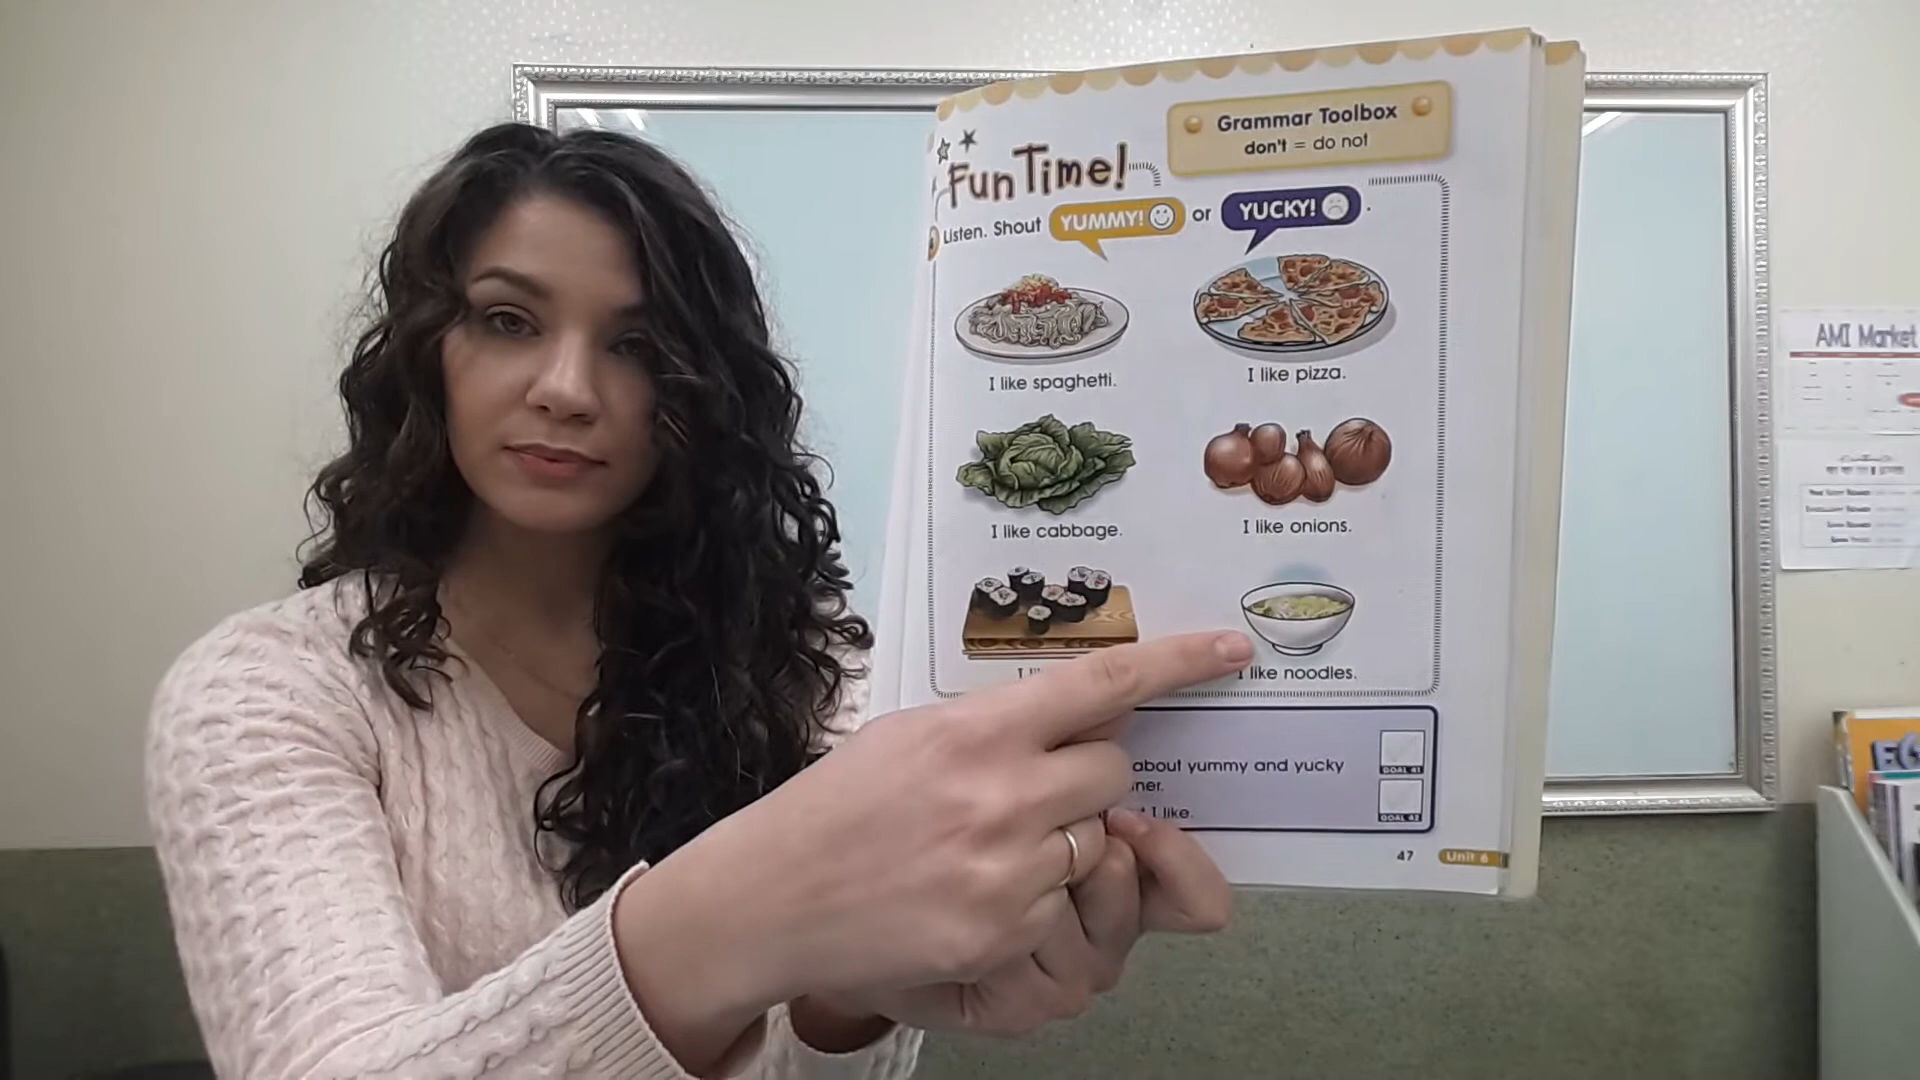 Grammar Toolbox
don't = do not
Fun Time!
Listen. Shout YUMMY! or YUCKY! .
I like spaghetti.
I like pizza.
I like cabbage.
I like onions.
I
I like noodles.
about yummy and yucky
I like.
GOAL 41
GOAL 42
47 Unit 6
AMI Market